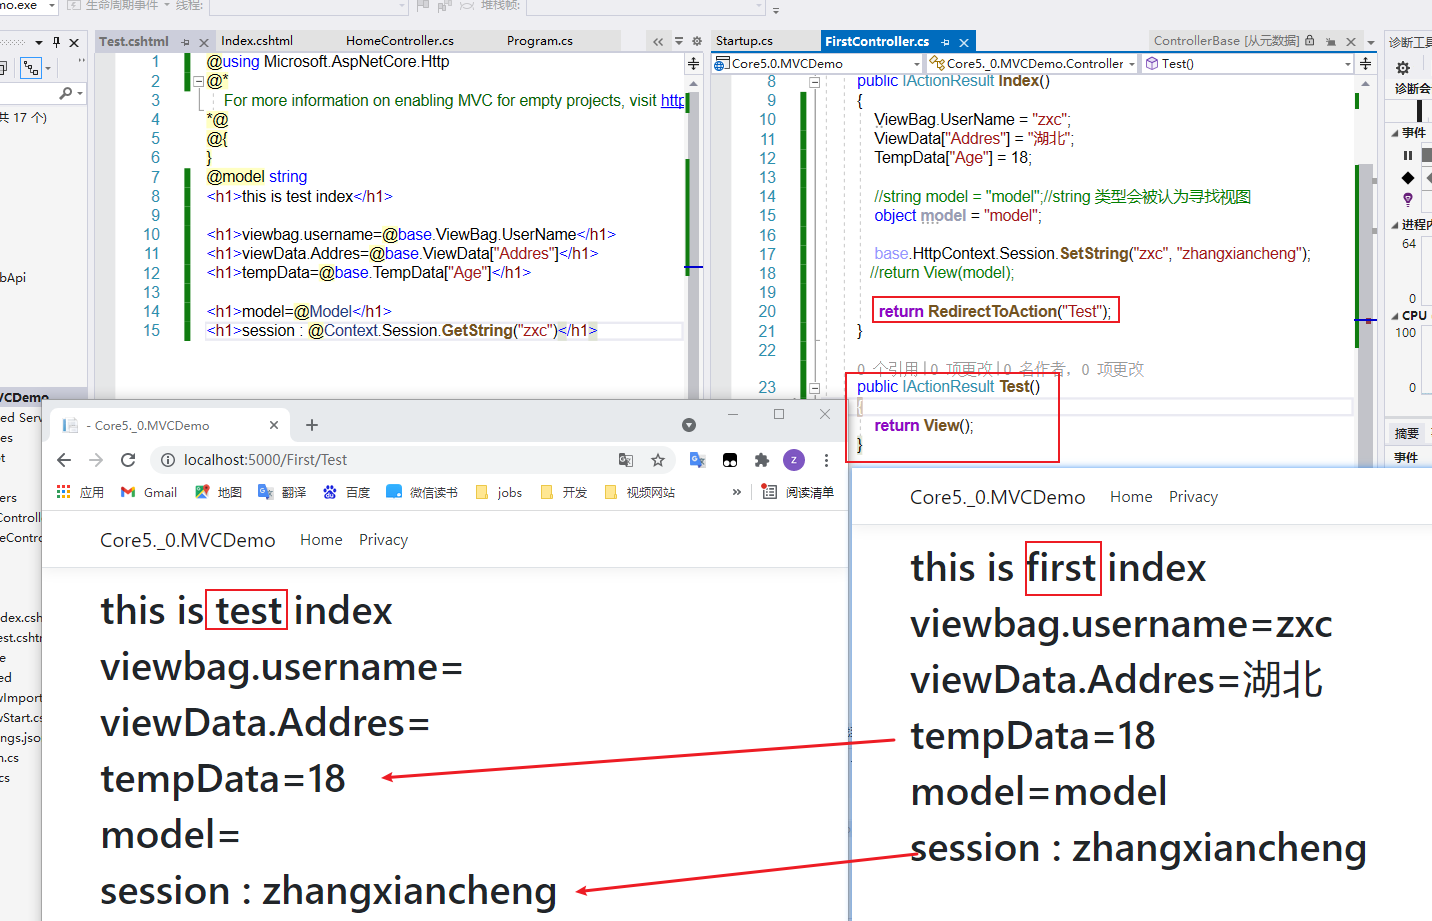 mo.exe 生命周期事件 线程: 堆栈帧:
Test.cshtml Index.cshtml HomeController.cs Program.cs
Startup.cs FirstController.cs ControllerBase [从元数据] 诊断工具
Core5.0.MVCDemo Core5._0.MVCDemo.Controller Test()
共 17 个)
bApi
VCDemo
1 @using Microsoft.AspNetCore.Http
2 @*
3 For more information on enabling MVC for empty projects, visit http
4 *@
5 @{
6 }
7 @model string
8 <h1>this is test index</h1>
9
10 <h1>viewbag.username=@base.ViewBag.UserName</h1>
11 <h1>viewData.Addres=@base.ViewData["Addres"]</h1>
12 <h1>tempData=@base.TempData["Age"]</h1>
13
14 <h1>model=@Model</h1>
15 <h1>session : @Context.Session.GetString("zxc")</h1>
8 public IActionResult Index()
9 {
10 ViewBag.UserName = "zxc";
11 ViewData["Addres"] = "湖北";
12 TempData["Age"] = 18;
13
14 //string model = "model";//string 类型会被认为寻找视图
15 object model = "model";
16
17 base.HttpContext.Session.SetString("zxc", "zhangxiancheng");
18 //return View(model);
19
20 return RedirectToAction("Test");
21 }
22
0 个引用 | 0 项更改 | 0 名作者, 0 项更改
23 public IActionResult Test()
{
return View();
}
诊断会
事件
进程内
64
0
CPU
100
0
摘要
事件
ed Serv
es
et
ers
Controll
eContro
dex.csh
est.cshtm
e
ed
wImport
wStart.cs
ngs.jso
m.cs
cs
- Core5._0.MVCDemo
localhost:5000/First/Test
z
应用 Gmail 地图 翻译 百度 微信读书 jobs 开发 视频网站 » 阅读清单
Core5._0.MVCDemo Home Privacy
this is test index
viewbag.username=
viewData.Addres=
tempData=18
model=
session : zhangxiancheng
Core5._0.MVCDemo Home Privacy
this is first index
viewbag.username=zxc
viewData.Addres=湖北
tempData=18
model=model
session : zhangxiancheng